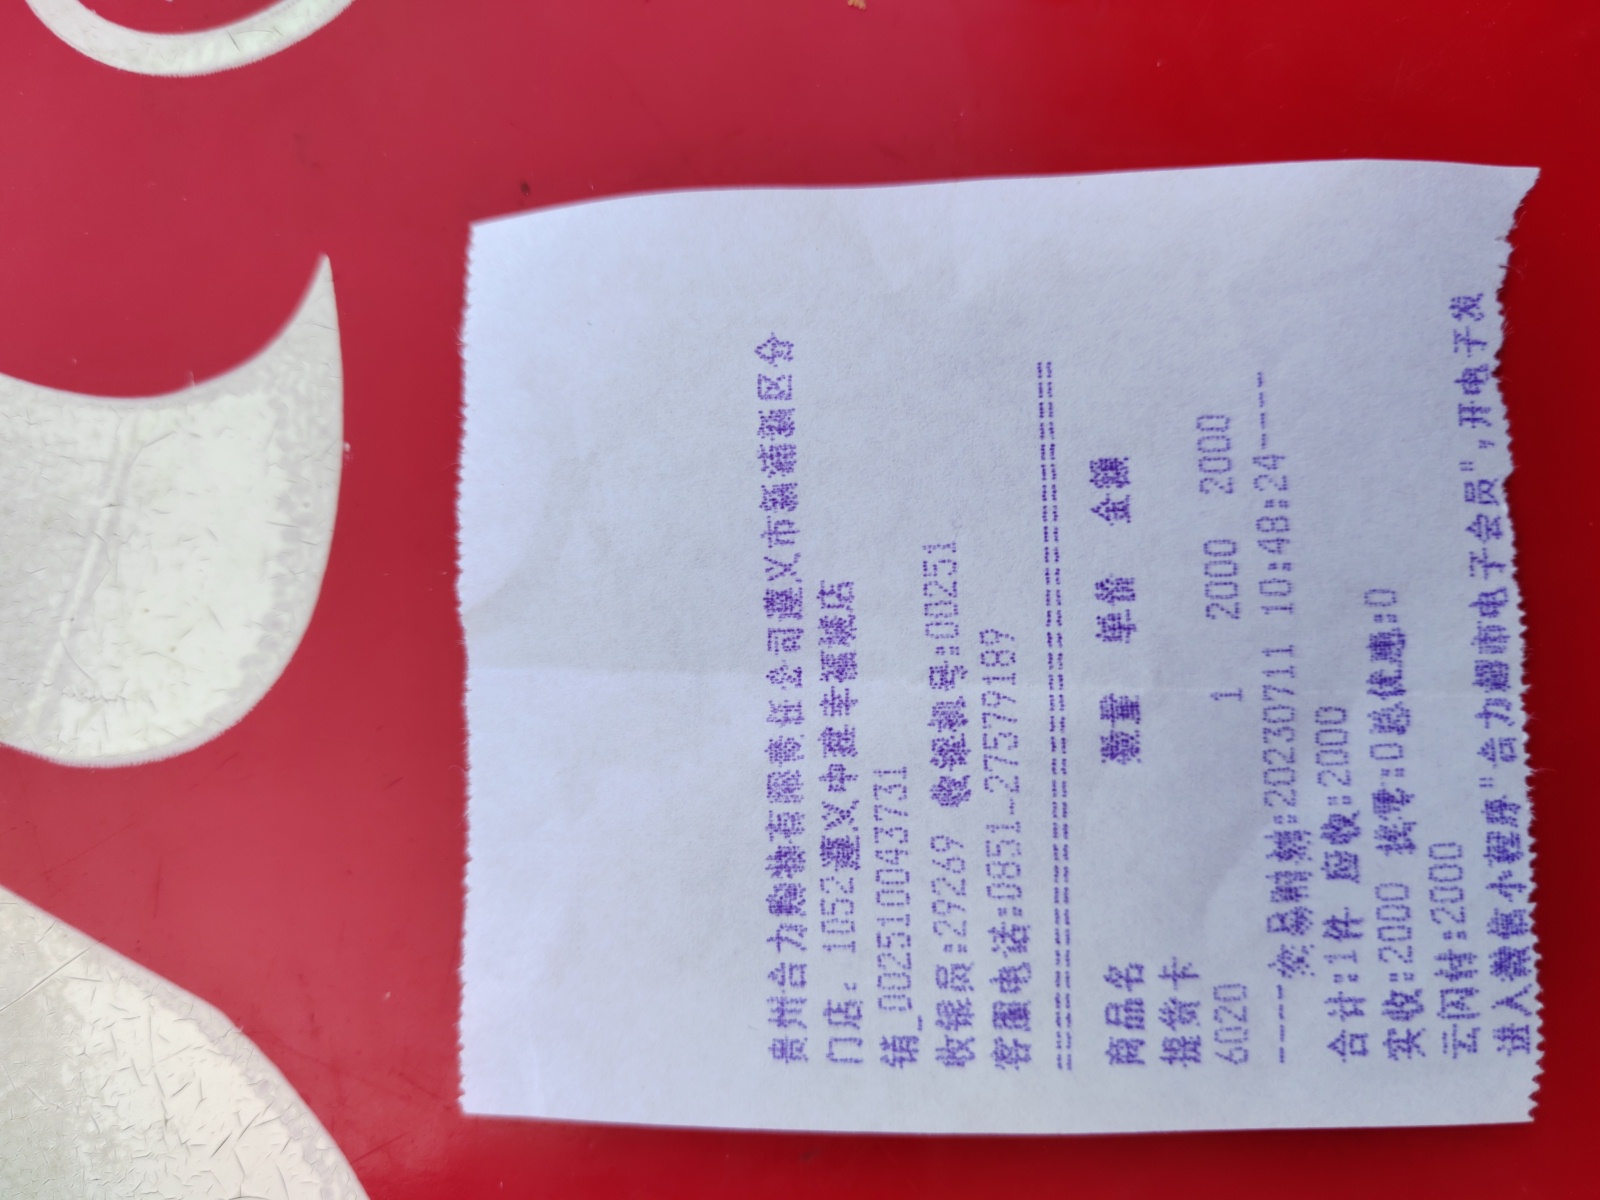 贵州合力购物有限责任公司遵义市新蒲新区分
门店: 1052遵义中建幸福城店
销_002510043731
收银员:29269 收银机号:00251
客服电话:0851-27579189
==========================================
商品名 数量 单价 金额
提货卡
6020 1 2000 2000
----交易时间:20230711 10:48:24----
合计:1件 应收:2000
实收:2000 找零:0总优惠:0
云闪付:2000
进入微信小程序"合力超市电子会员",开电子发